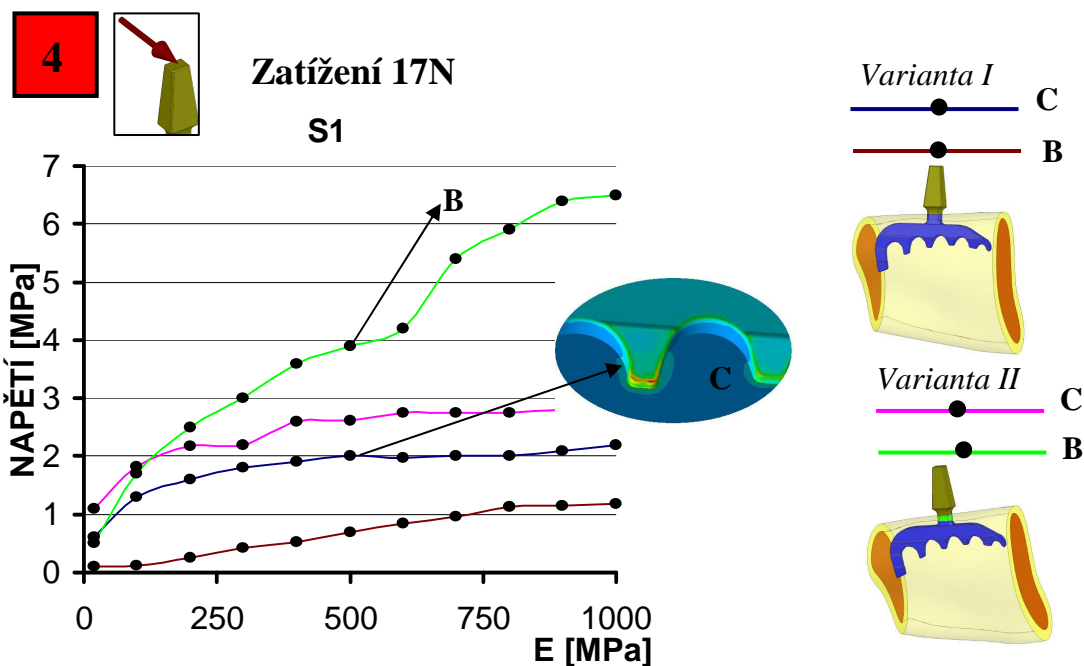 4
Zatížení 17N
S1
NAPĚTÍ [MPa]
7
6
5
4
3
2
1
0
0 250 500 750 1000
E [MPa]
B
C
Varianta I
C
B
Varianta II
C
B